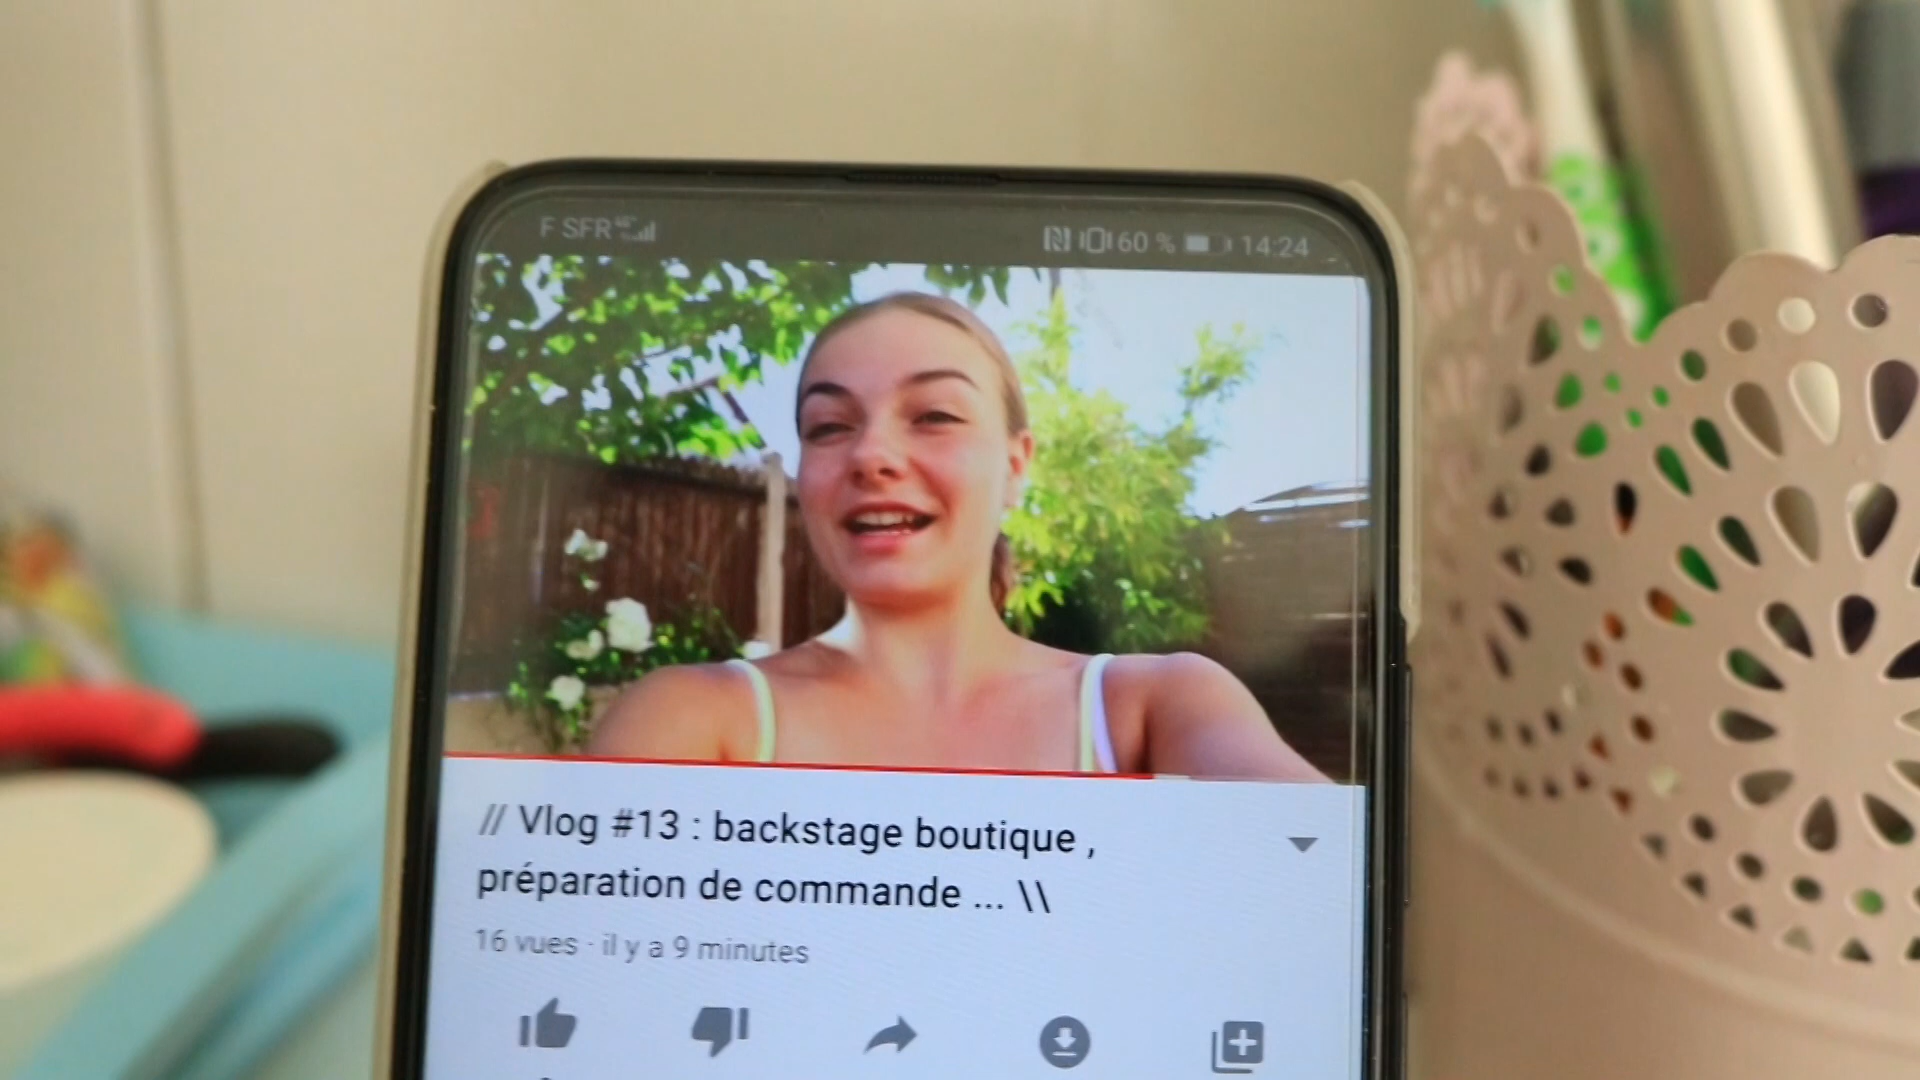 F SFR 60 % 14:24
// Vlog #13 : backstage boutique ,
préparation de commande ... \\
16 vues · il y a 9 minutes